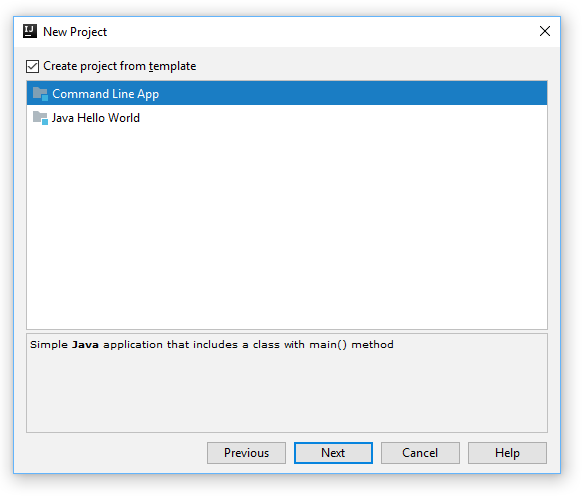 IJ New Project
Create project from template
Command Line App
Java Hello World
Simple Java application that includes a class with main() method
Previous Next Cancel Help